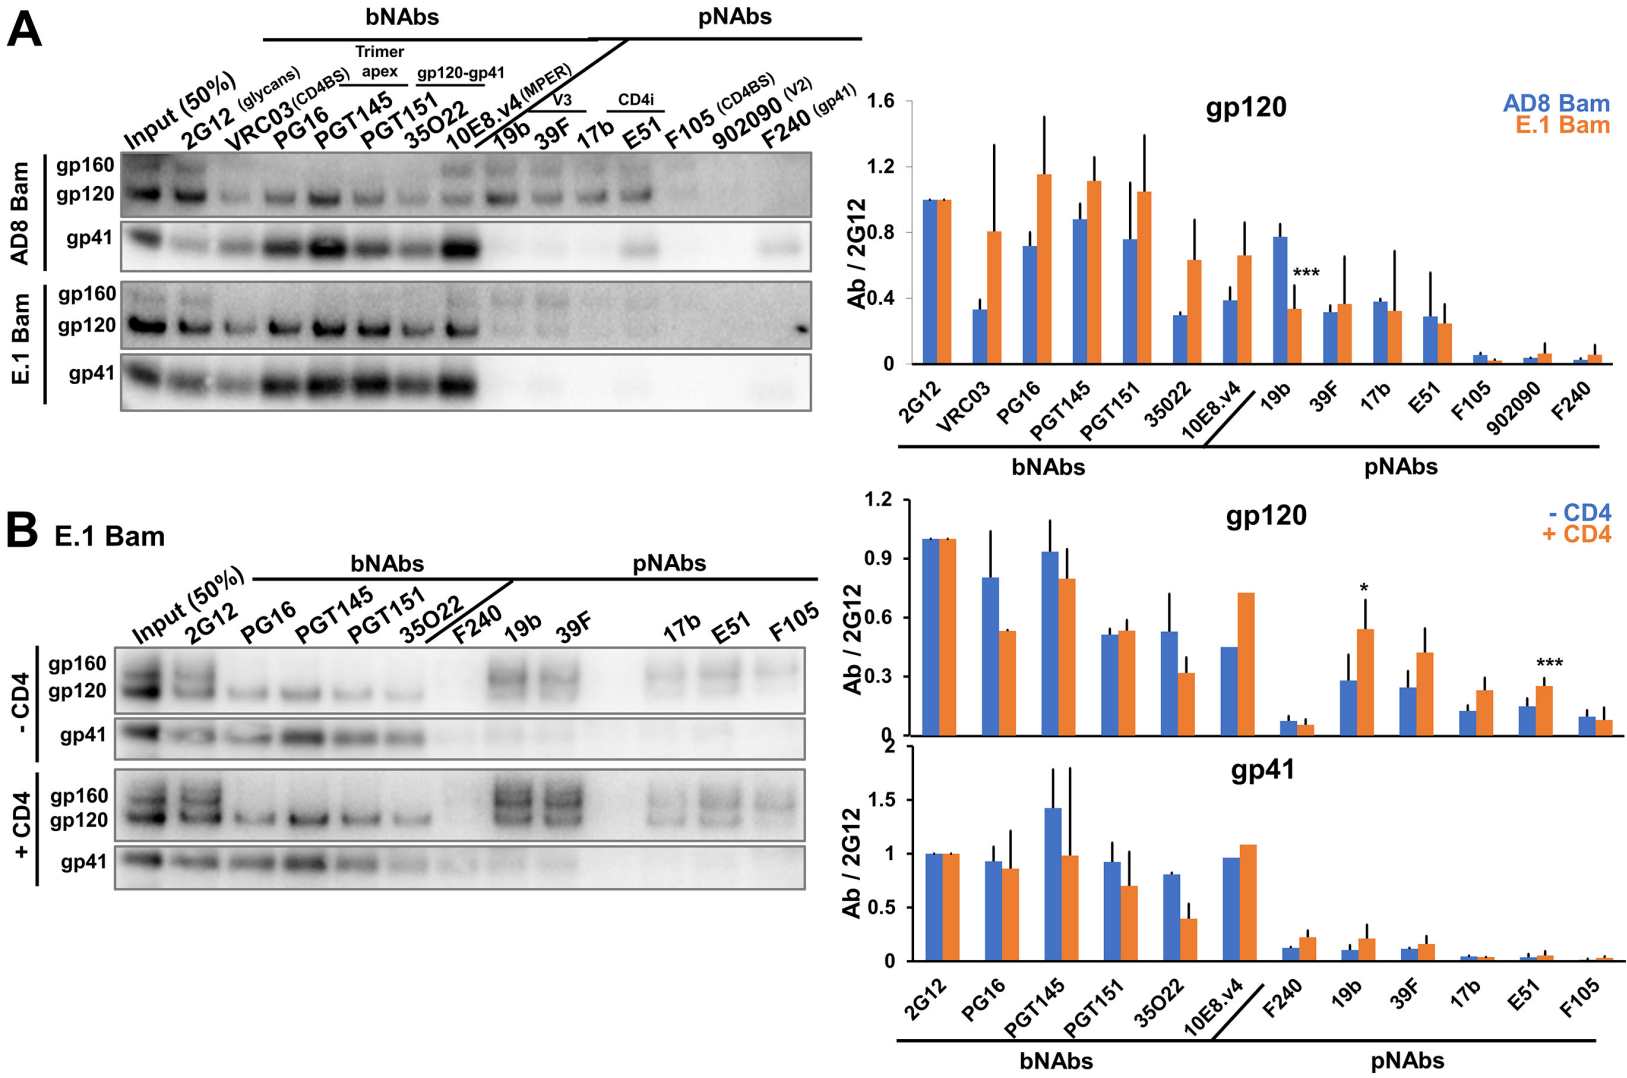 A
bNAbs
pNAbs
Trimer
apex
gp120-gp41
V3
CD4i
Input (50%)
2G12 (glycans)
VRC03 (CD4BS)
PG16
PGT145
PGT151
35O22
10E8.v4 (MPER)
19b
39F
17b
E51
F105 (CD4BS)
902090 (V2)
F240 (gp41)
AD8 Bam
gp160
gp120
gp41
E.1 Bam
gp160
gp120
gp41
gp120
AD8 Bam
E.1 Bam
Ab / 2G12
1.6
1.2
0.8
0.4
0
***
2G12
VRC03
PG16
PGT145
PGT151
35022
10E8.v4
19b
39F
17b
E51
F105
902090
F240
bNAbs
pNAbs
B
E.1 Bam
bNAbs
pNAbs
Input (50%)
2G12
PG16
PGT145
PGT151
35O22
F240
19b
39F
17b
E51
F105
- CD4
gp160
gp120
gp41
+ CD4
gp160
gp120
gp41
gp120
- CD4
+ CD4
Ab / 2G12
1.2
0.9
0.6
0.3
0
*
***
gp41
Ab / 2G12
2
1.5
1
0.5
0
2G12
PG16
PGT145
PGT151
35O22
10E8.v4
F240
19b
39F
17b
E51
F105
bNAbs
pNAbs